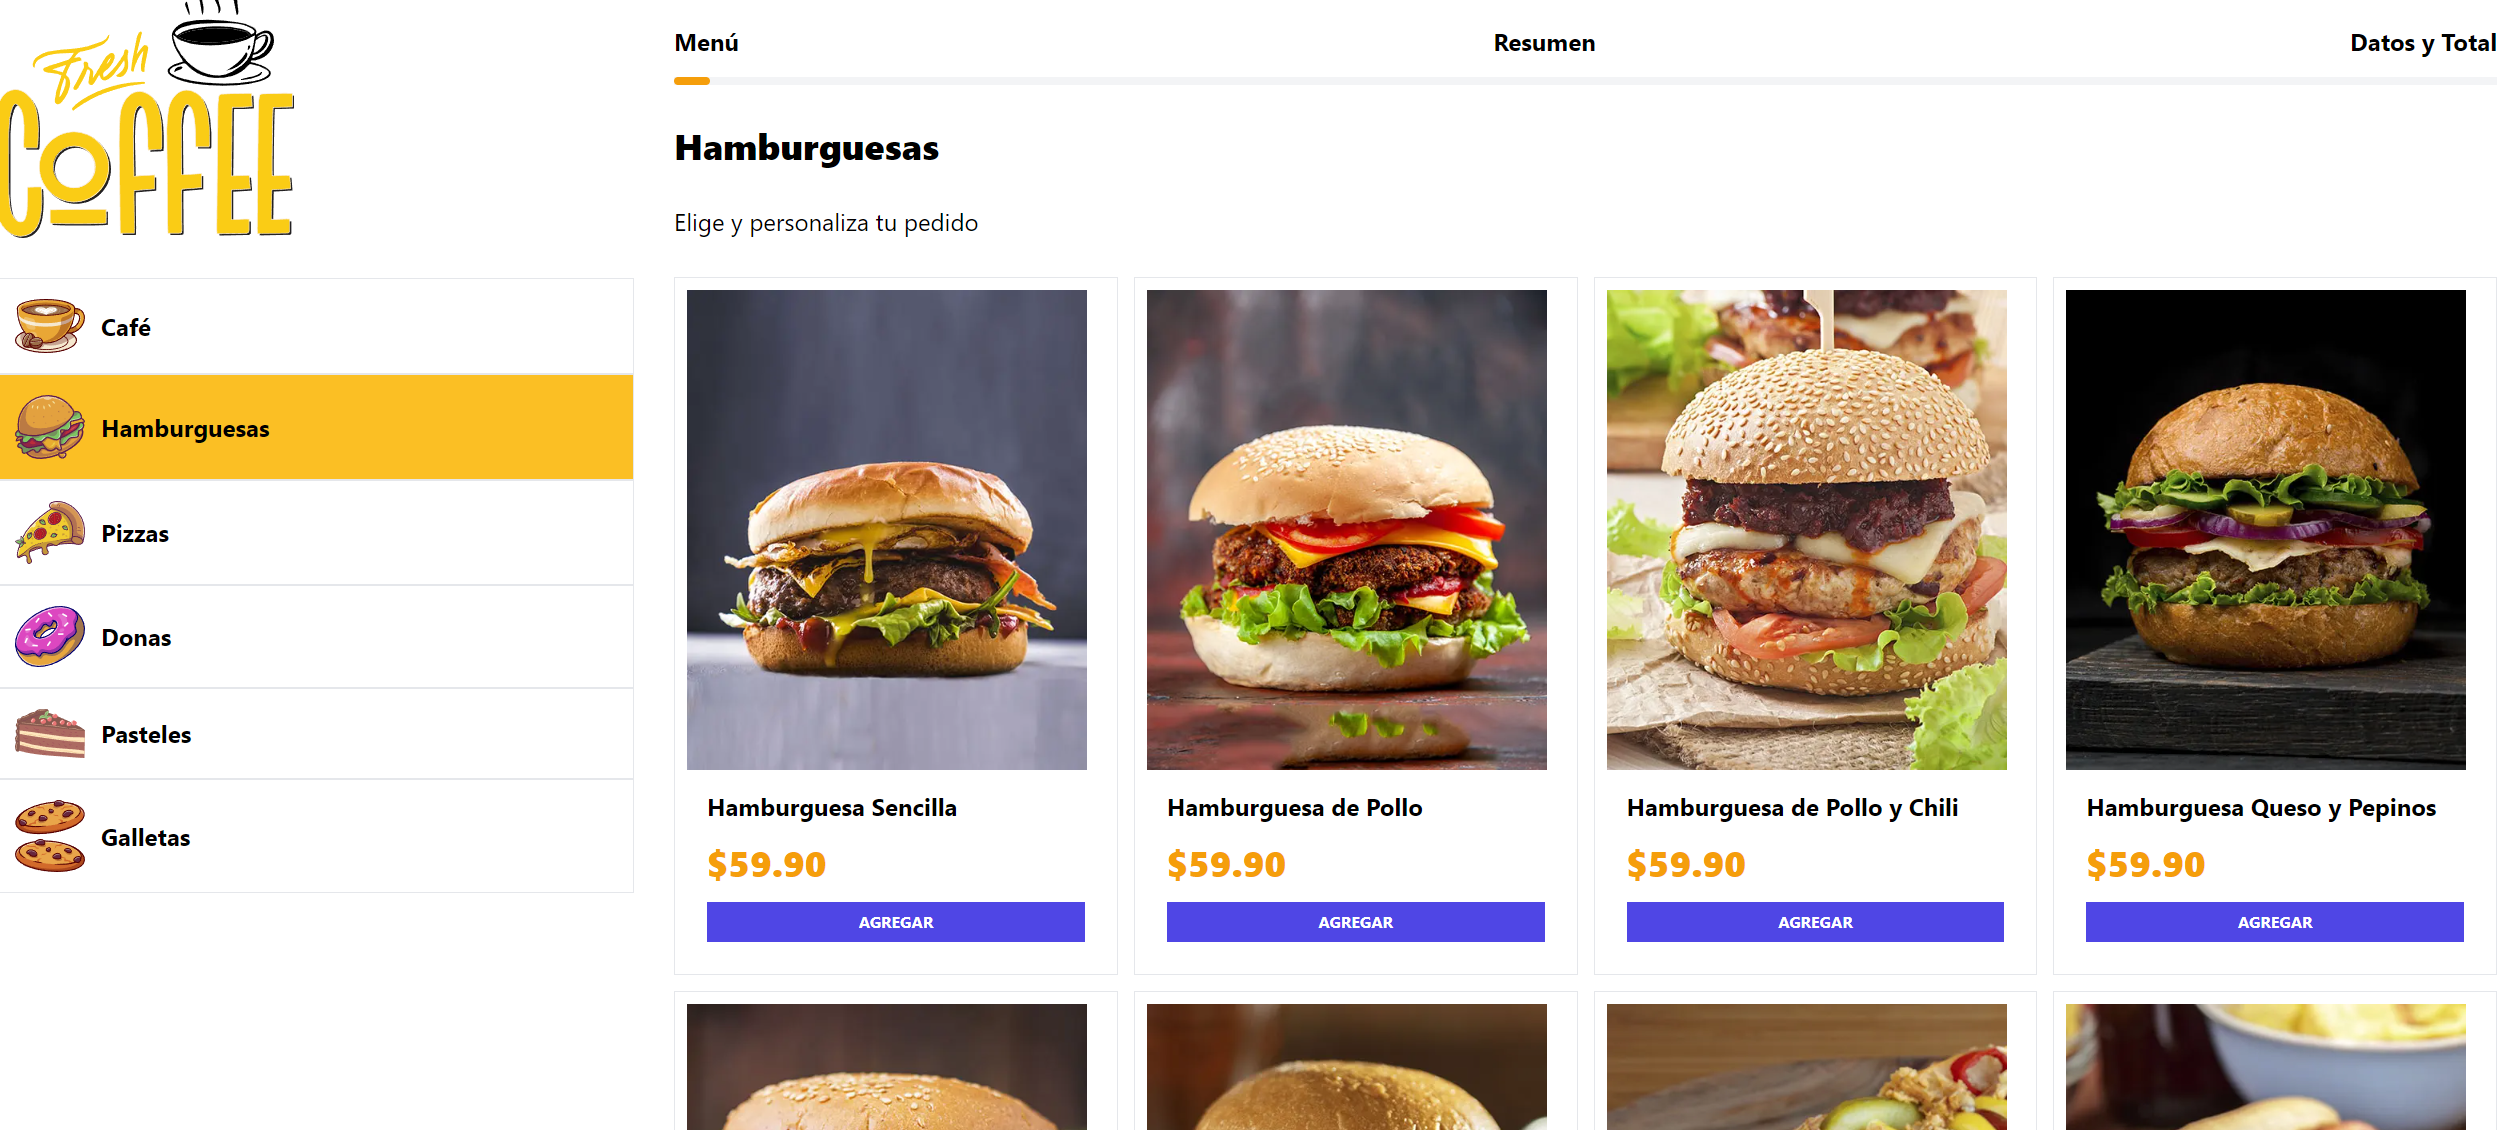 Fresh
COFFEE
Menú
Resumen
Datos y Total
Hamburguesas
Elige y personaliza tu pedido
Café
Hamburguesas
Pizzas
Donas
Pasteles
Galletas
Hamburguesa Sencilla
$59.90
AGREGAR
Hamburguesa de Pollo
$59.90
AGREGAR
Hamburguesa de Pollo y Chili
$59.90
AGREGAR
Hamburguesa Queso y Pepinos
$59.90
AGREGAR